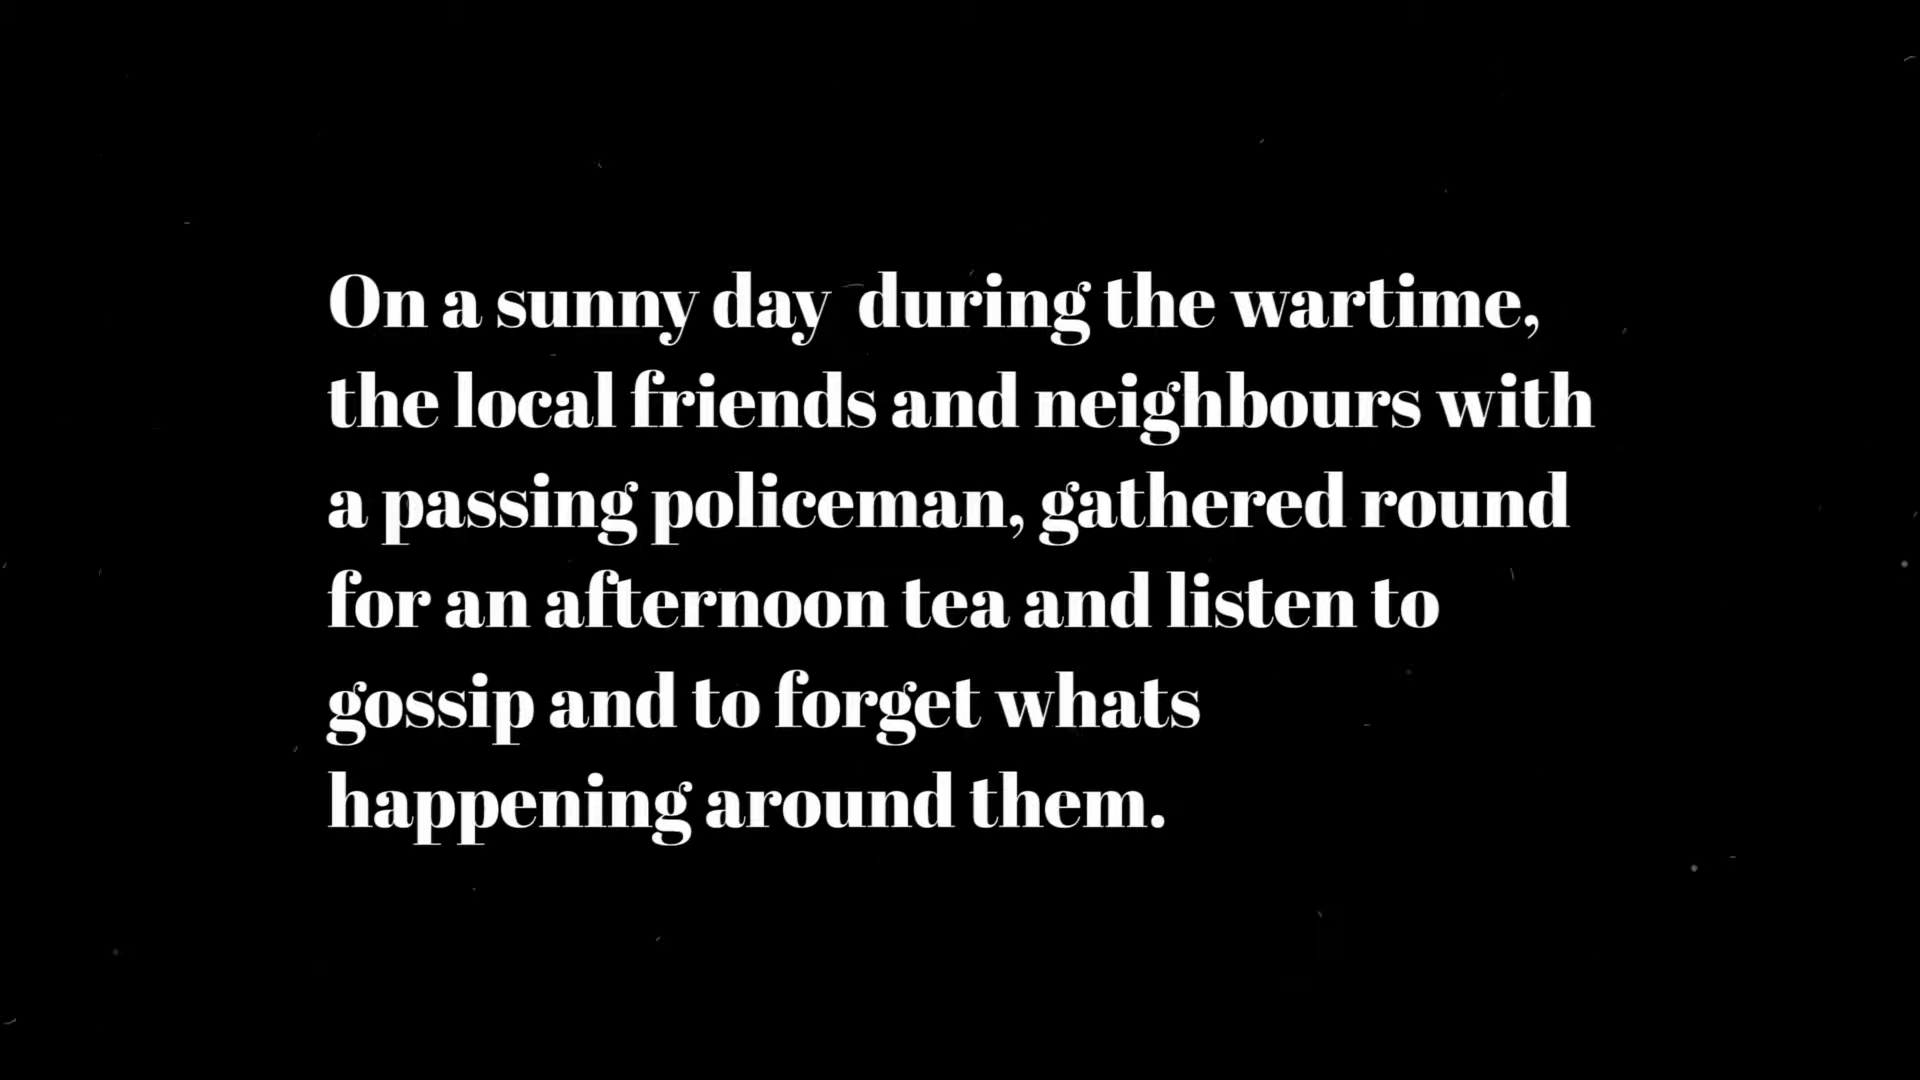 On a sunny day  during the wartime,
the local friends and neighbours with
a passing policeman, gathered round
for an afternoon tea and listen to
gossip and to forget whats
happening around them.